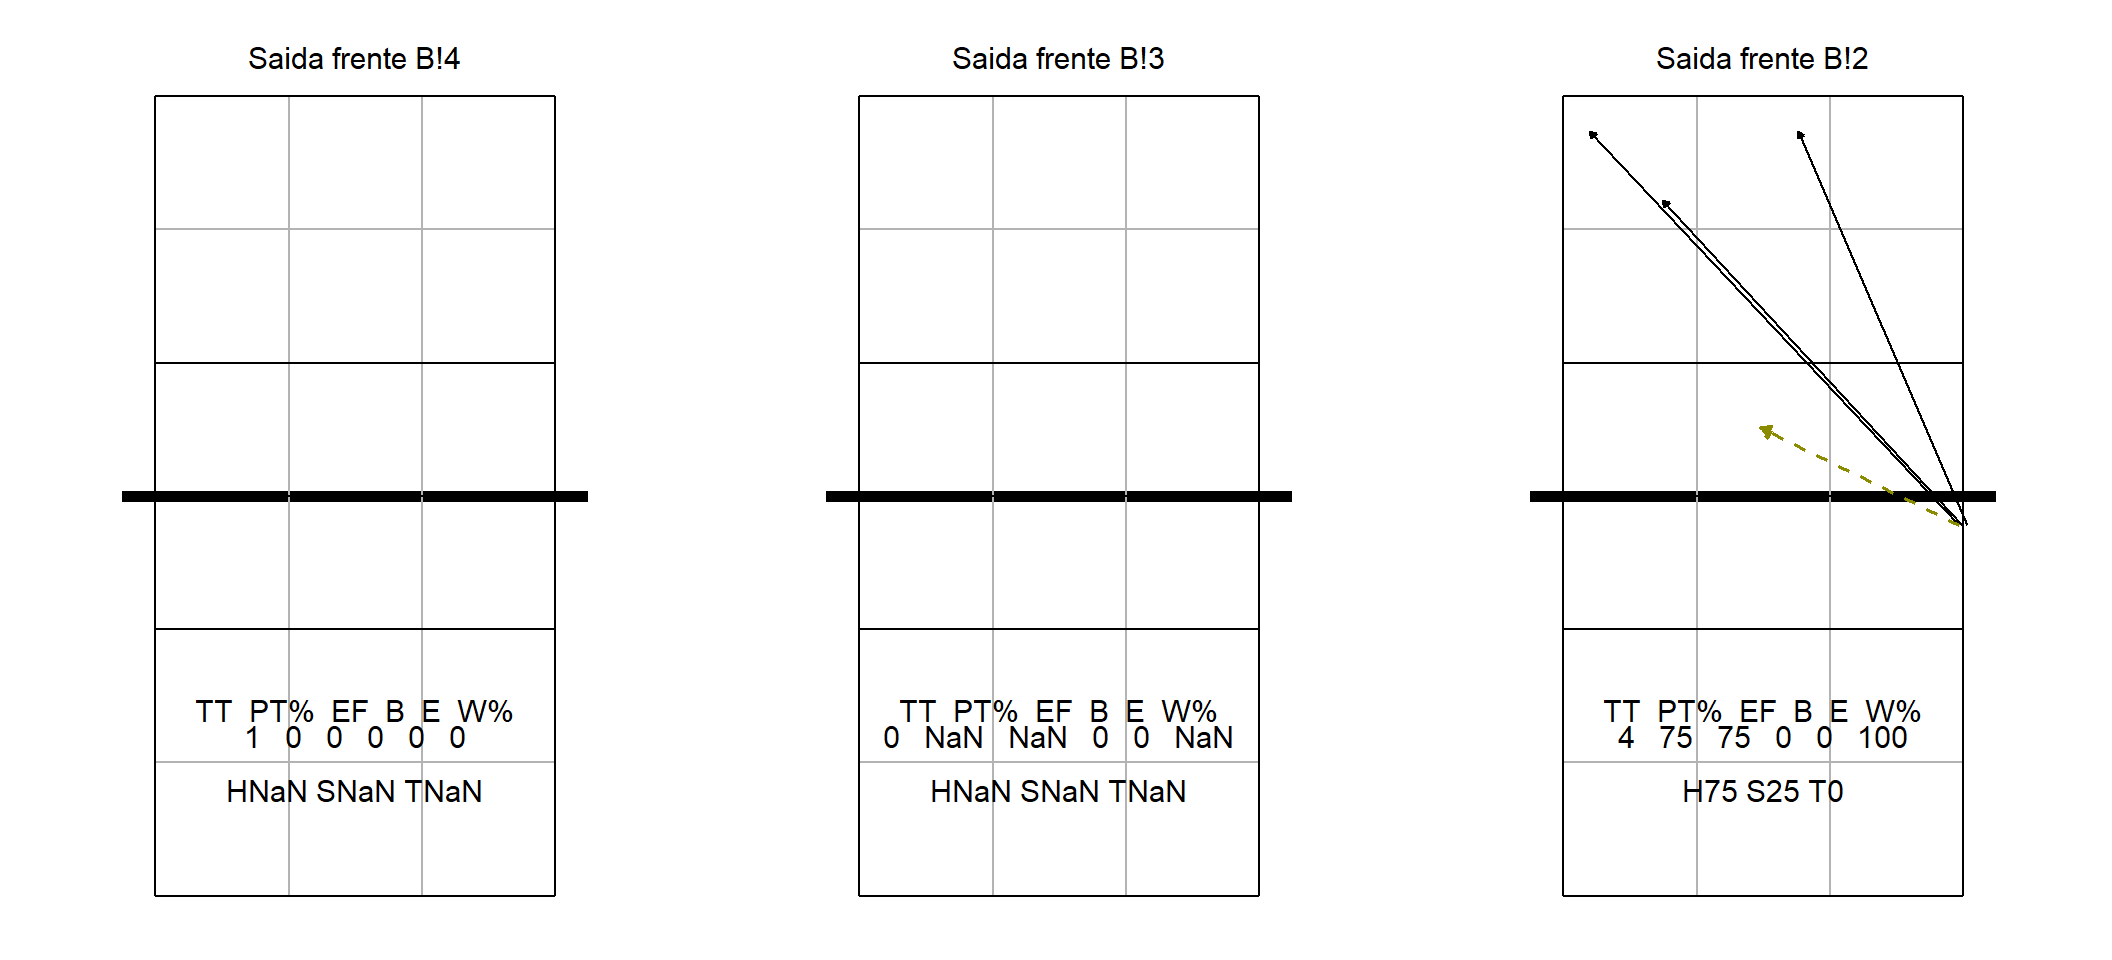 Saida frente B!4
TT PT% EF B E W%
1 0 0 0 0 0
HNaN SNaN TNaN
Saida frente B!3
TT PT% EF B E W%
0 NaN NaN 0 0 NaN
HNaN SNaN TNaN
Saida frente B!2
TT PT% EF B E W%
4 75 75 0 0 100
H75 S25 T0